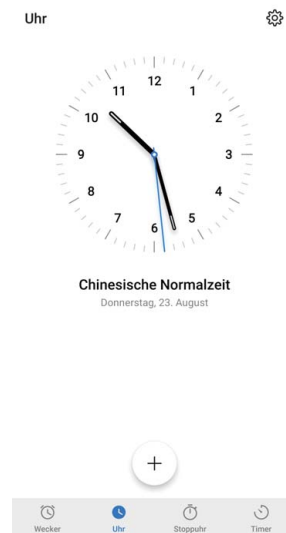 Uhr
12
11 1
10 2
9 3
8 4
7 5
6
Chinesische Normalzeit
Donnerstag, 23. August
Wecker Uhr Stoppuhr Timer